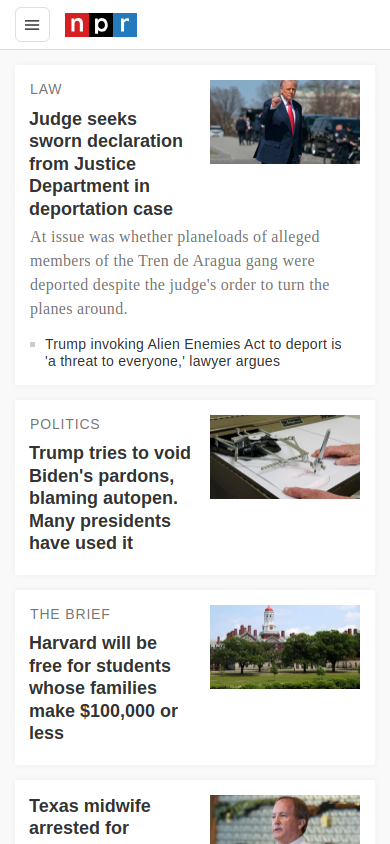 npr
LAW
Judge seeks
sworn declaration
from Justice
Department in
deportation case
At issue was whether planeloads of alleged
members of the Tren de Aragua gang were
deported despite the judge's order to turn the
planes around.
Trump invoking Alien Enemies Act to deport is
'a threat to everyone,' lawyer argues
POLITICS
Trump tries to void
Biden's pardons,
blaming autopen.
Many presidents
have used it
THE BRIEF
Harvard will be
free for students
whose families
make $100,000 or
less
Texas midwife
arrested for